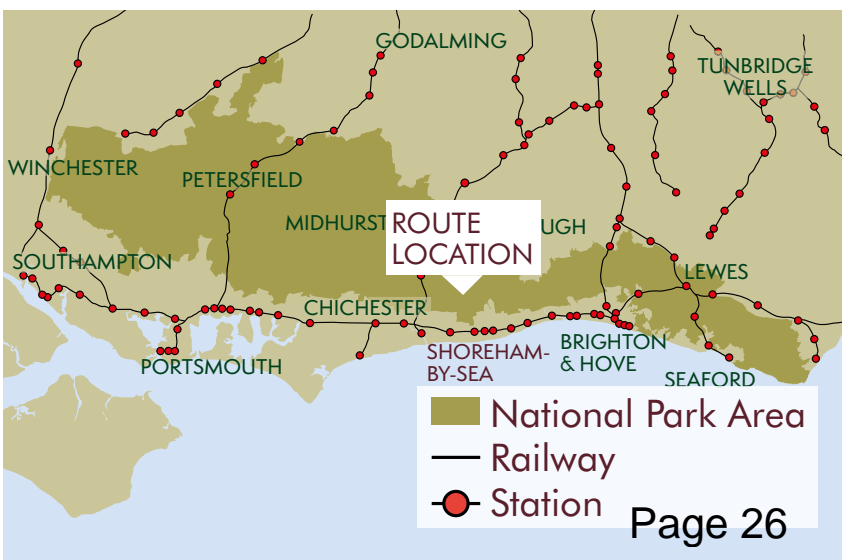 GODALMING
TUNBRIDGE
WELLS
WINCHESTER
PETERSFIELD
MIDHURST
ROUTE
LOCATION
UGH
SOUTHAMPTON
LEWES
CHICHESTER
SHOREHAM-
BY-SEA
BRIGHTON
& HOVE
PORTSMOUTH
SEAFORD
National Park Area
Railway
Station
Page 26